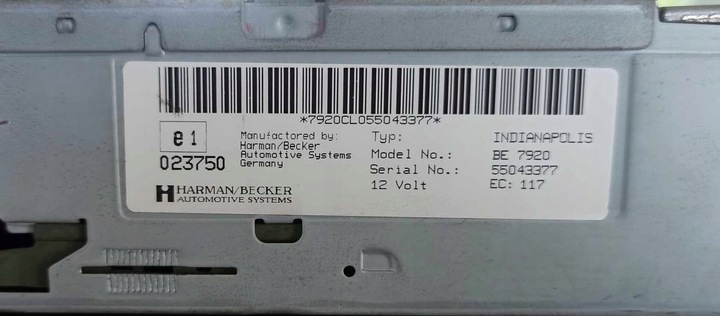 *7920CL055043377*
e1
023750
Manufactored by:
Harman/Becker
Automotive Systems
Germany
HARMAN/BECKER
AUTOMOTIVE SYSTEMS
Typ: INDIANAPOLIS
Model No.: BE 7920
Serial No.: 55043377
12 Volt EC: 117